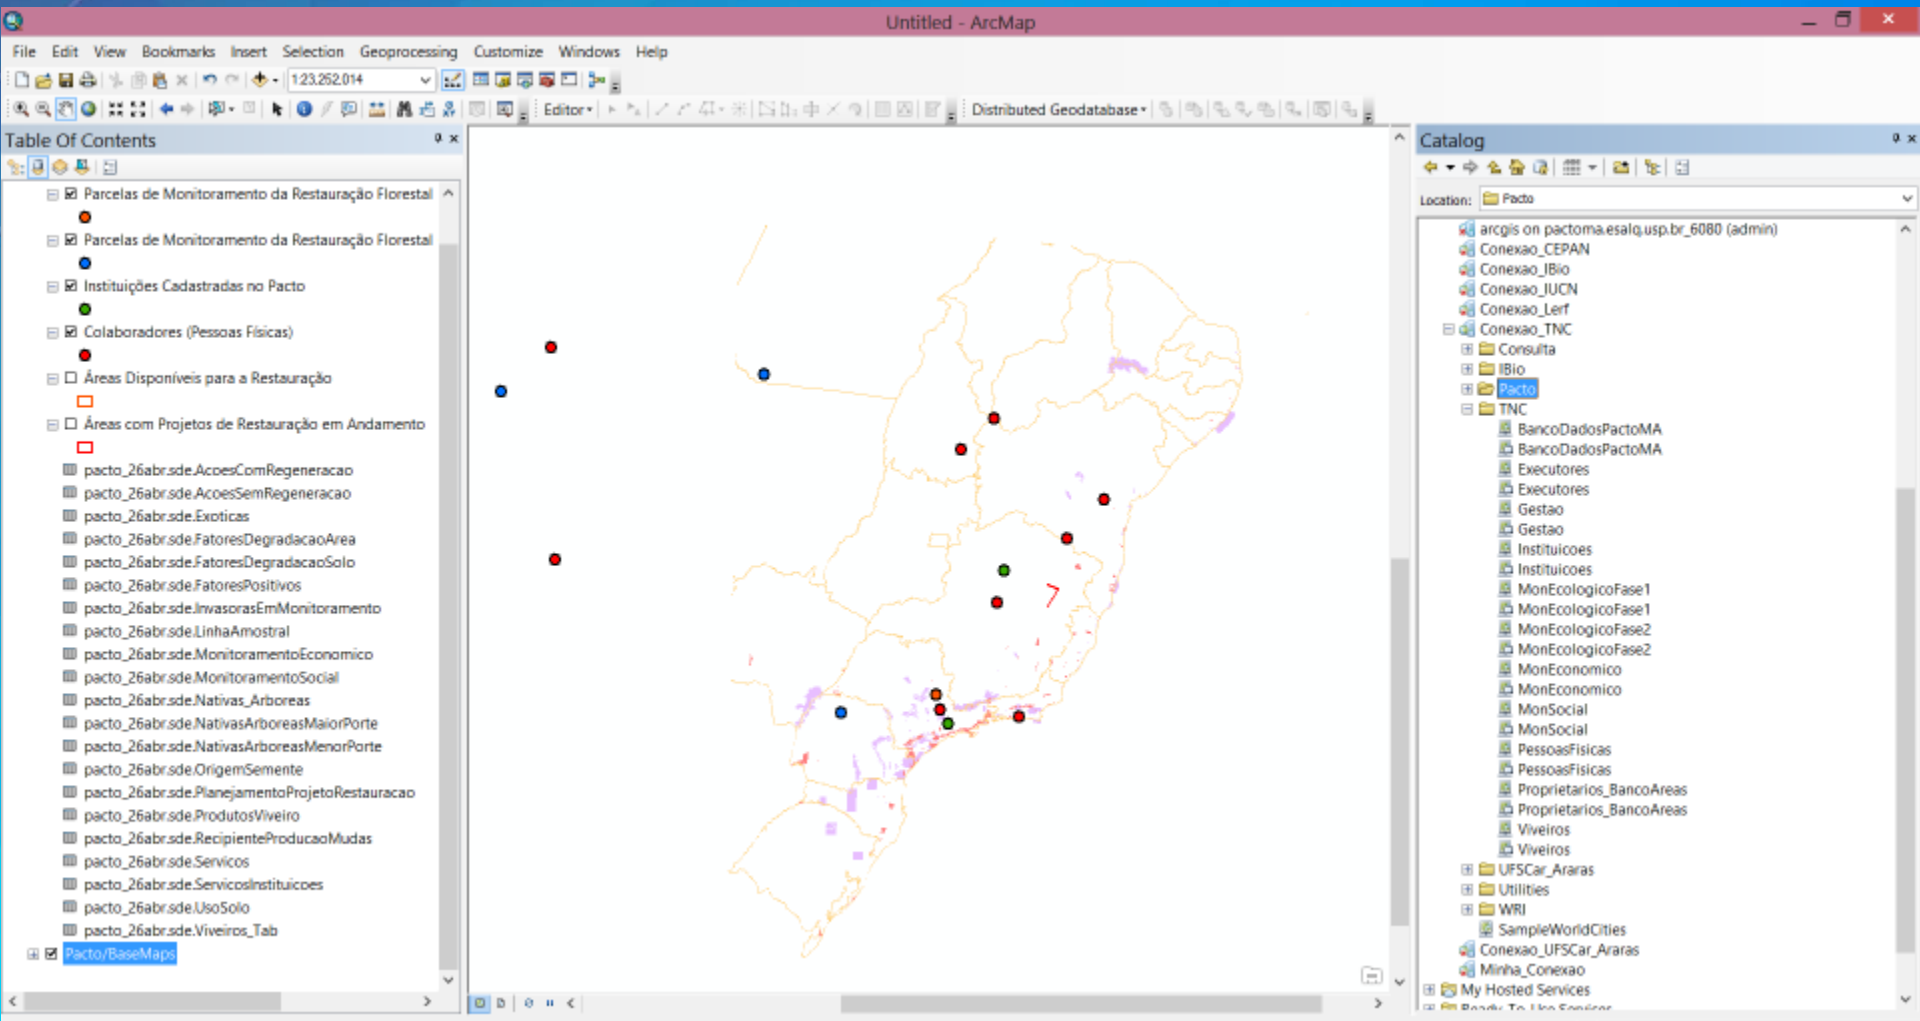 Untitled - ArcMap
File Edit View Bookmarks Insert Selection Geoprocessing Customize Windows Help
1:23.252.014
Editor Distributed Geodatabase
Table Of Contents
Parcelas de Monitoramento da Restauração Florestal
Parcelas de Monitoramento da Restauração Florestal
Instituições Cadastradas no Pacto
Colaboradores (Pessoas Físicas)
Áreas Disponíveis para a Restauração
Áreas com Projetos de Restauração em Andamento
pacto_26abr.sde.AcoesComRegeneracao
pacto_26abr.sde.AcoesSemRegeneracao
pacto_26abr.sde.Exoticas
pacto_26abr.sde.FatoresDegradacaoArea
pacto_26abr.sde.FatoresDegradacaoSolo
pacto_26abr.sde.FatoresPositivos
pacto_26abr.sde.InvasorasEmMonitoramento
pacto_26abr.sde.LinhaAmostral
pacto_26abr.sde.MonitoramentoEconomico
pacto_26abr.sde.MonitoramentoSocial
pacto_26abr.sde.Nativas_Arboreas
pacto_26abr.sde.NativasArboreasMaiorPorte
pacto_26abr.sde.NativasArboreasMenorPorte
pacto_26abr.sde.OrigemSemente
pacto_26abr.sde.PlanejamentoProjetoRestauracao
pacto_26abr.sde.ProdutosViveiro
pacto_26abr.sde.RecipienteProducaoMudas
pacto_26abr.sde.Servicos
pacto_26abr.sde.ServicosInstituicoes
pacto_26abr.sde.UsoSolo
pacto_26abr.sde.Viveiros_Tab
Pacto/BaseMaps
Catalog
Location: Pacto
arcgis on pactoma.esalq.usp.br_6080 (admin)
Conexao_CEPAN
Conexao_IBio
Conexao_IUCN
Conexao_Lerf
Conexao_TNC
Consulta
IBio
Pacto
TNC
BancoDadosPactoMA
BancoDadosPactoMA
Executores
Executores
Gestao
Gestao
Instituicoes
Instituicoes
MonEcologicoFase1
MonEcologicoFase1
MonEcologicoFase2
MonEcologicoFase2
MonEconomico
MonEconomico
MonSocial
MonSocial
PessoasFisicas
PessoasFisicas
Proprietarios_BancoAreas
Proprietarios_BancoAreas
Viveiros
Viveiros
UFSCar_Araras
Utilities
WRI
SampleWorldCities
Conexao_UFSCar_Araras
Minha_Conexao
My Hosted Services
Ready-To-Use Services